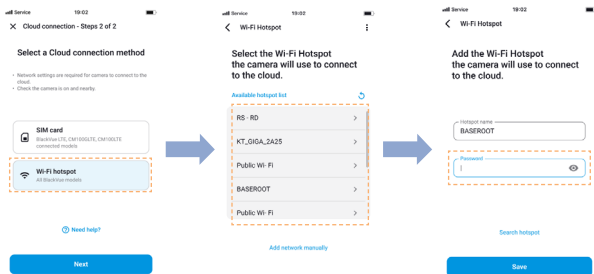 Service 19:02
Cloud connection - Steps 2 of 2
Select a Cloud connection method
• Network settings are required for camera to connect to the
cloud.
• Check the camera is on and nearby.
SIM card
BlackVue LTE, CM100GLTE, CM100LTE
connected models
Wi-Fi hotspot
All BlackVue models
Need help?
Next
Service 19:02
Wi-Fi Hotspot
Select the Wi-Fi Hotspot
the camera will use to connect
to the cloud.
Available hotspot list
RS - RD
KT_GIGA_2A25
Public Wi- Fi
BASEROOT
Public Wi- Fi
Add network manually
Service 19:02
Wi-Fi Hotspot
Add the Wi-Fi Hotspot
the camera will use to connect
to the cloud.
Hotspot name
BASEROOT
Password
Search hotspot
Save